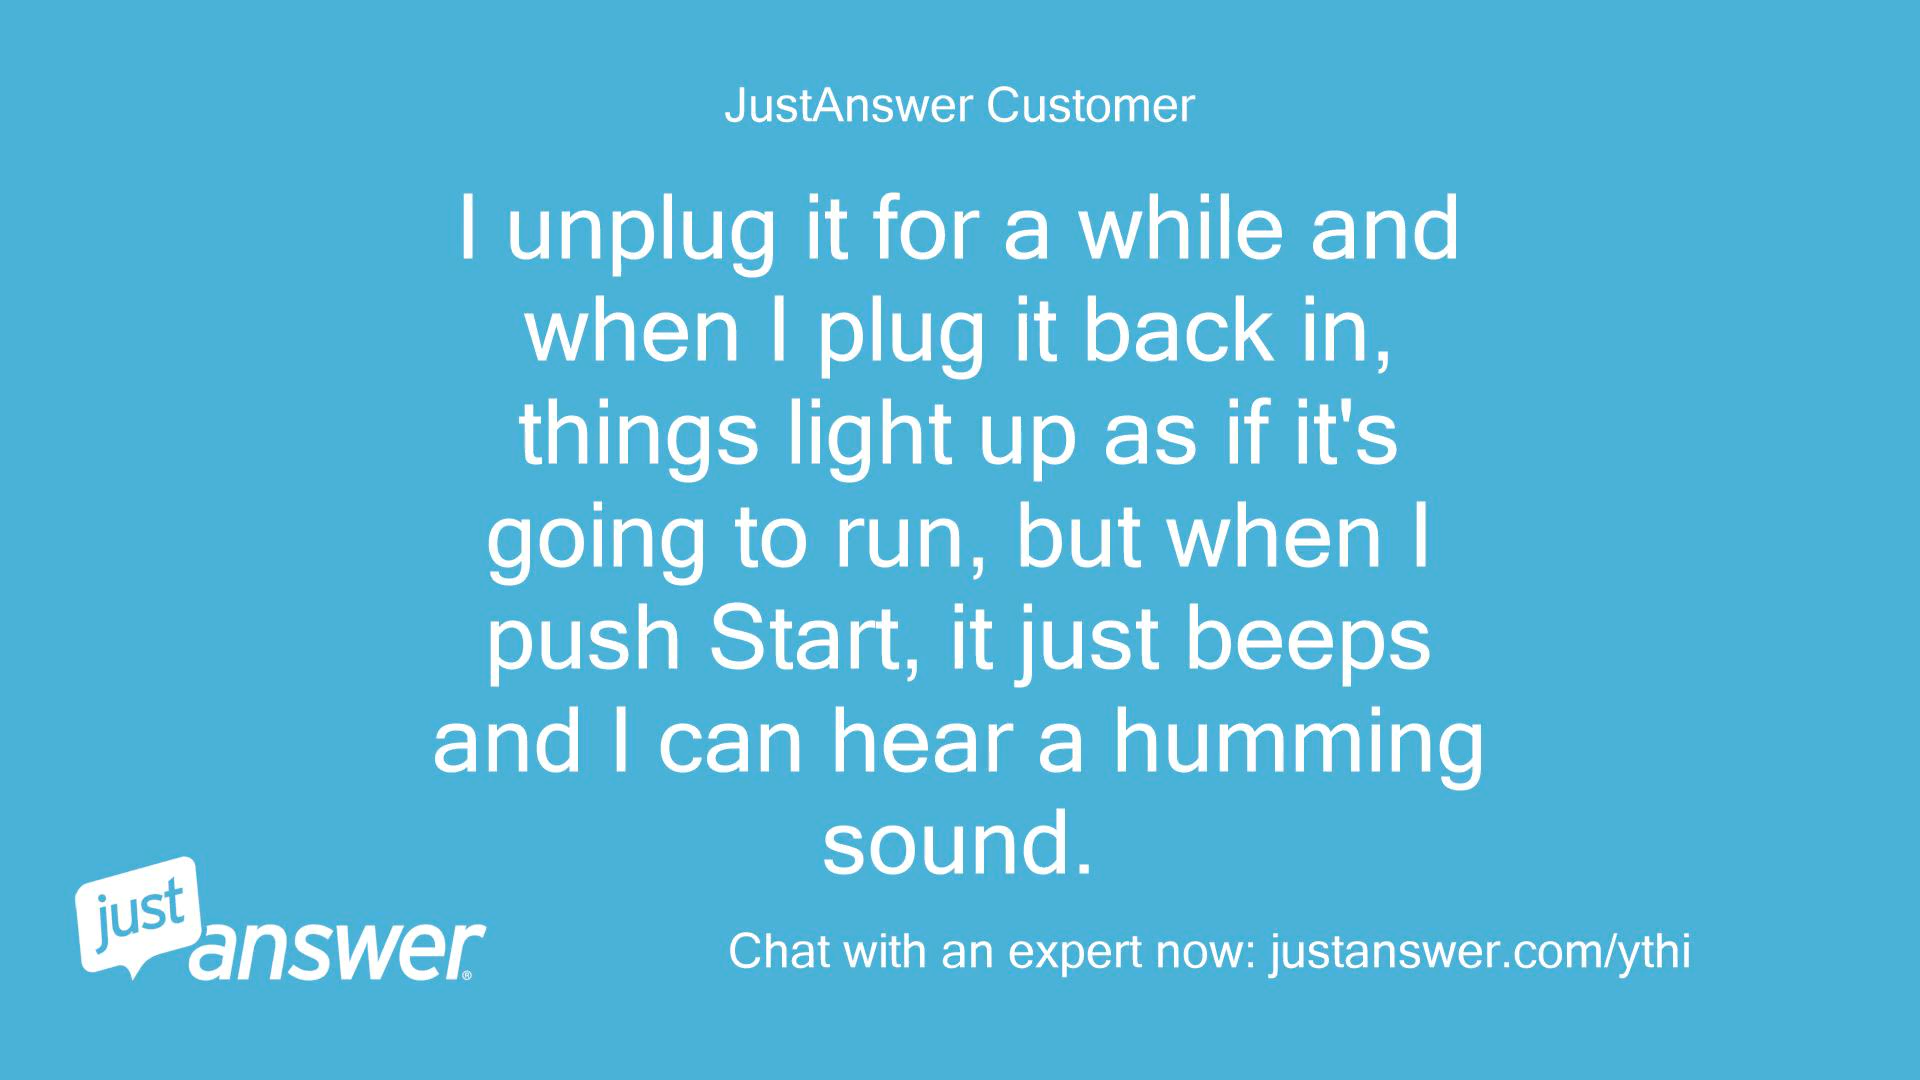 JustAnswer Customer
I unplug it for a while and
when I plug it back in,
things light up as if it's
going to run, but when I
push Start, it just beeps
and I can hear a humming
sound.
just
answer®
Chat with an expert now: justanswer.com/ythi